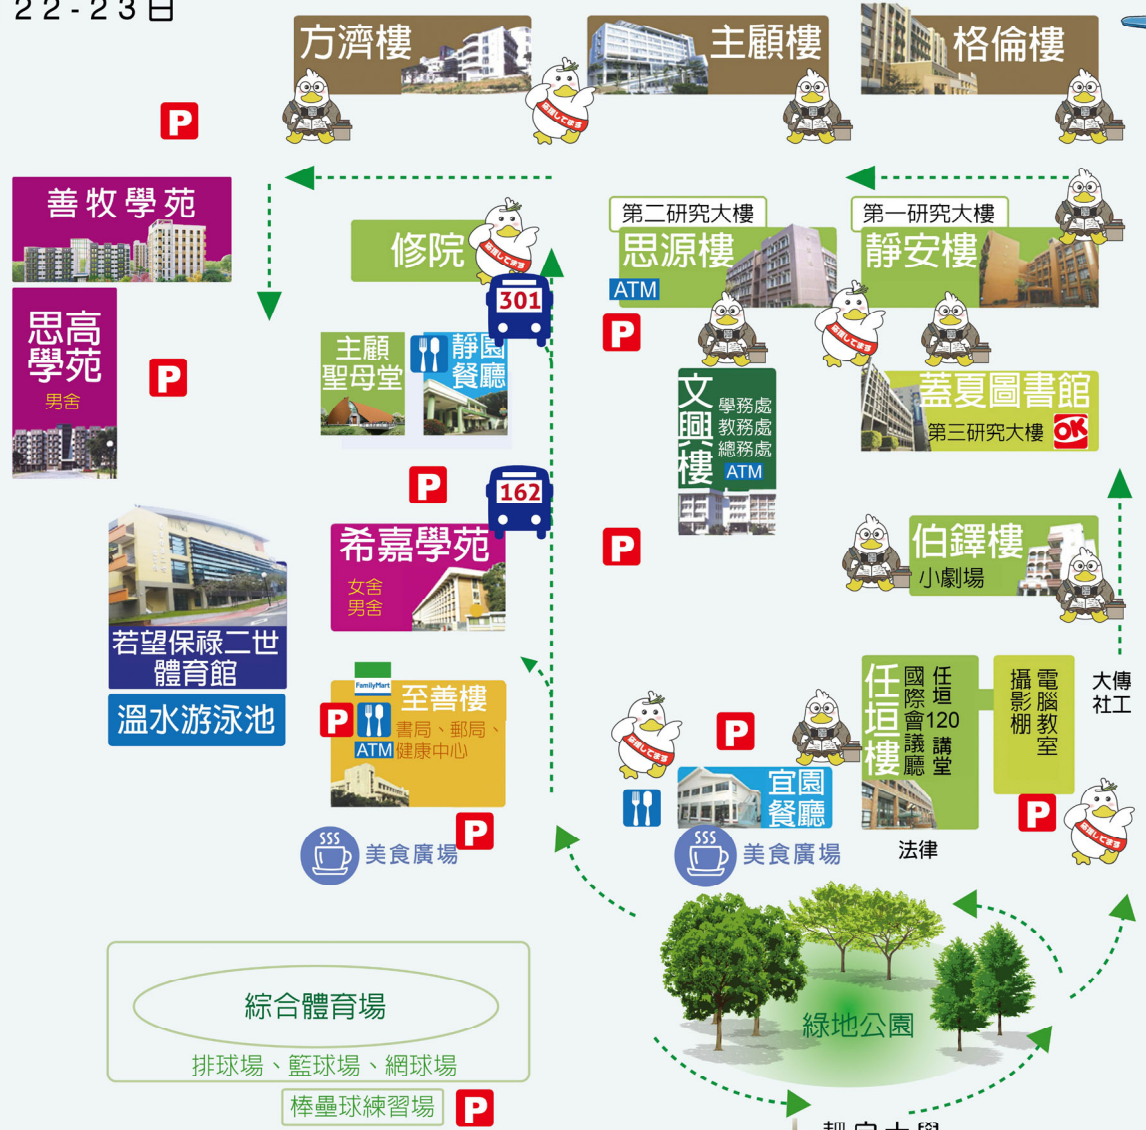 22-23日
方濟樓
主顧樓
格倫樓
P
善牧學苑
修院
301
第二研究大樓
思源樓
ATM
第一研究大樓
靜安樓
思高
學苑
男舍
P
主顧
聖母堂
靜園
餐廳
P
文興樓
學務處
教務處
總務處
ATM
蓋夏圖書館
第三研究大樓
OK
P
162
希嘉學苑
女舍
男舍
P
伯鐸樓
小劇場
若望保祿二世
體育館
溫水游泳池
FamilyMart
至善樓
P
書局、郵局、
ATM
健康中心
P
美食廣場
P
宜園
餐廳
美食廣場
任垣樓
國際會議廳
任垣120講堂
電腦教室
攝影棚
大傳
社工
P
法律
綜合體育場
排球場、籃球場、網球場
棒壘球練習場
P
綠地公園